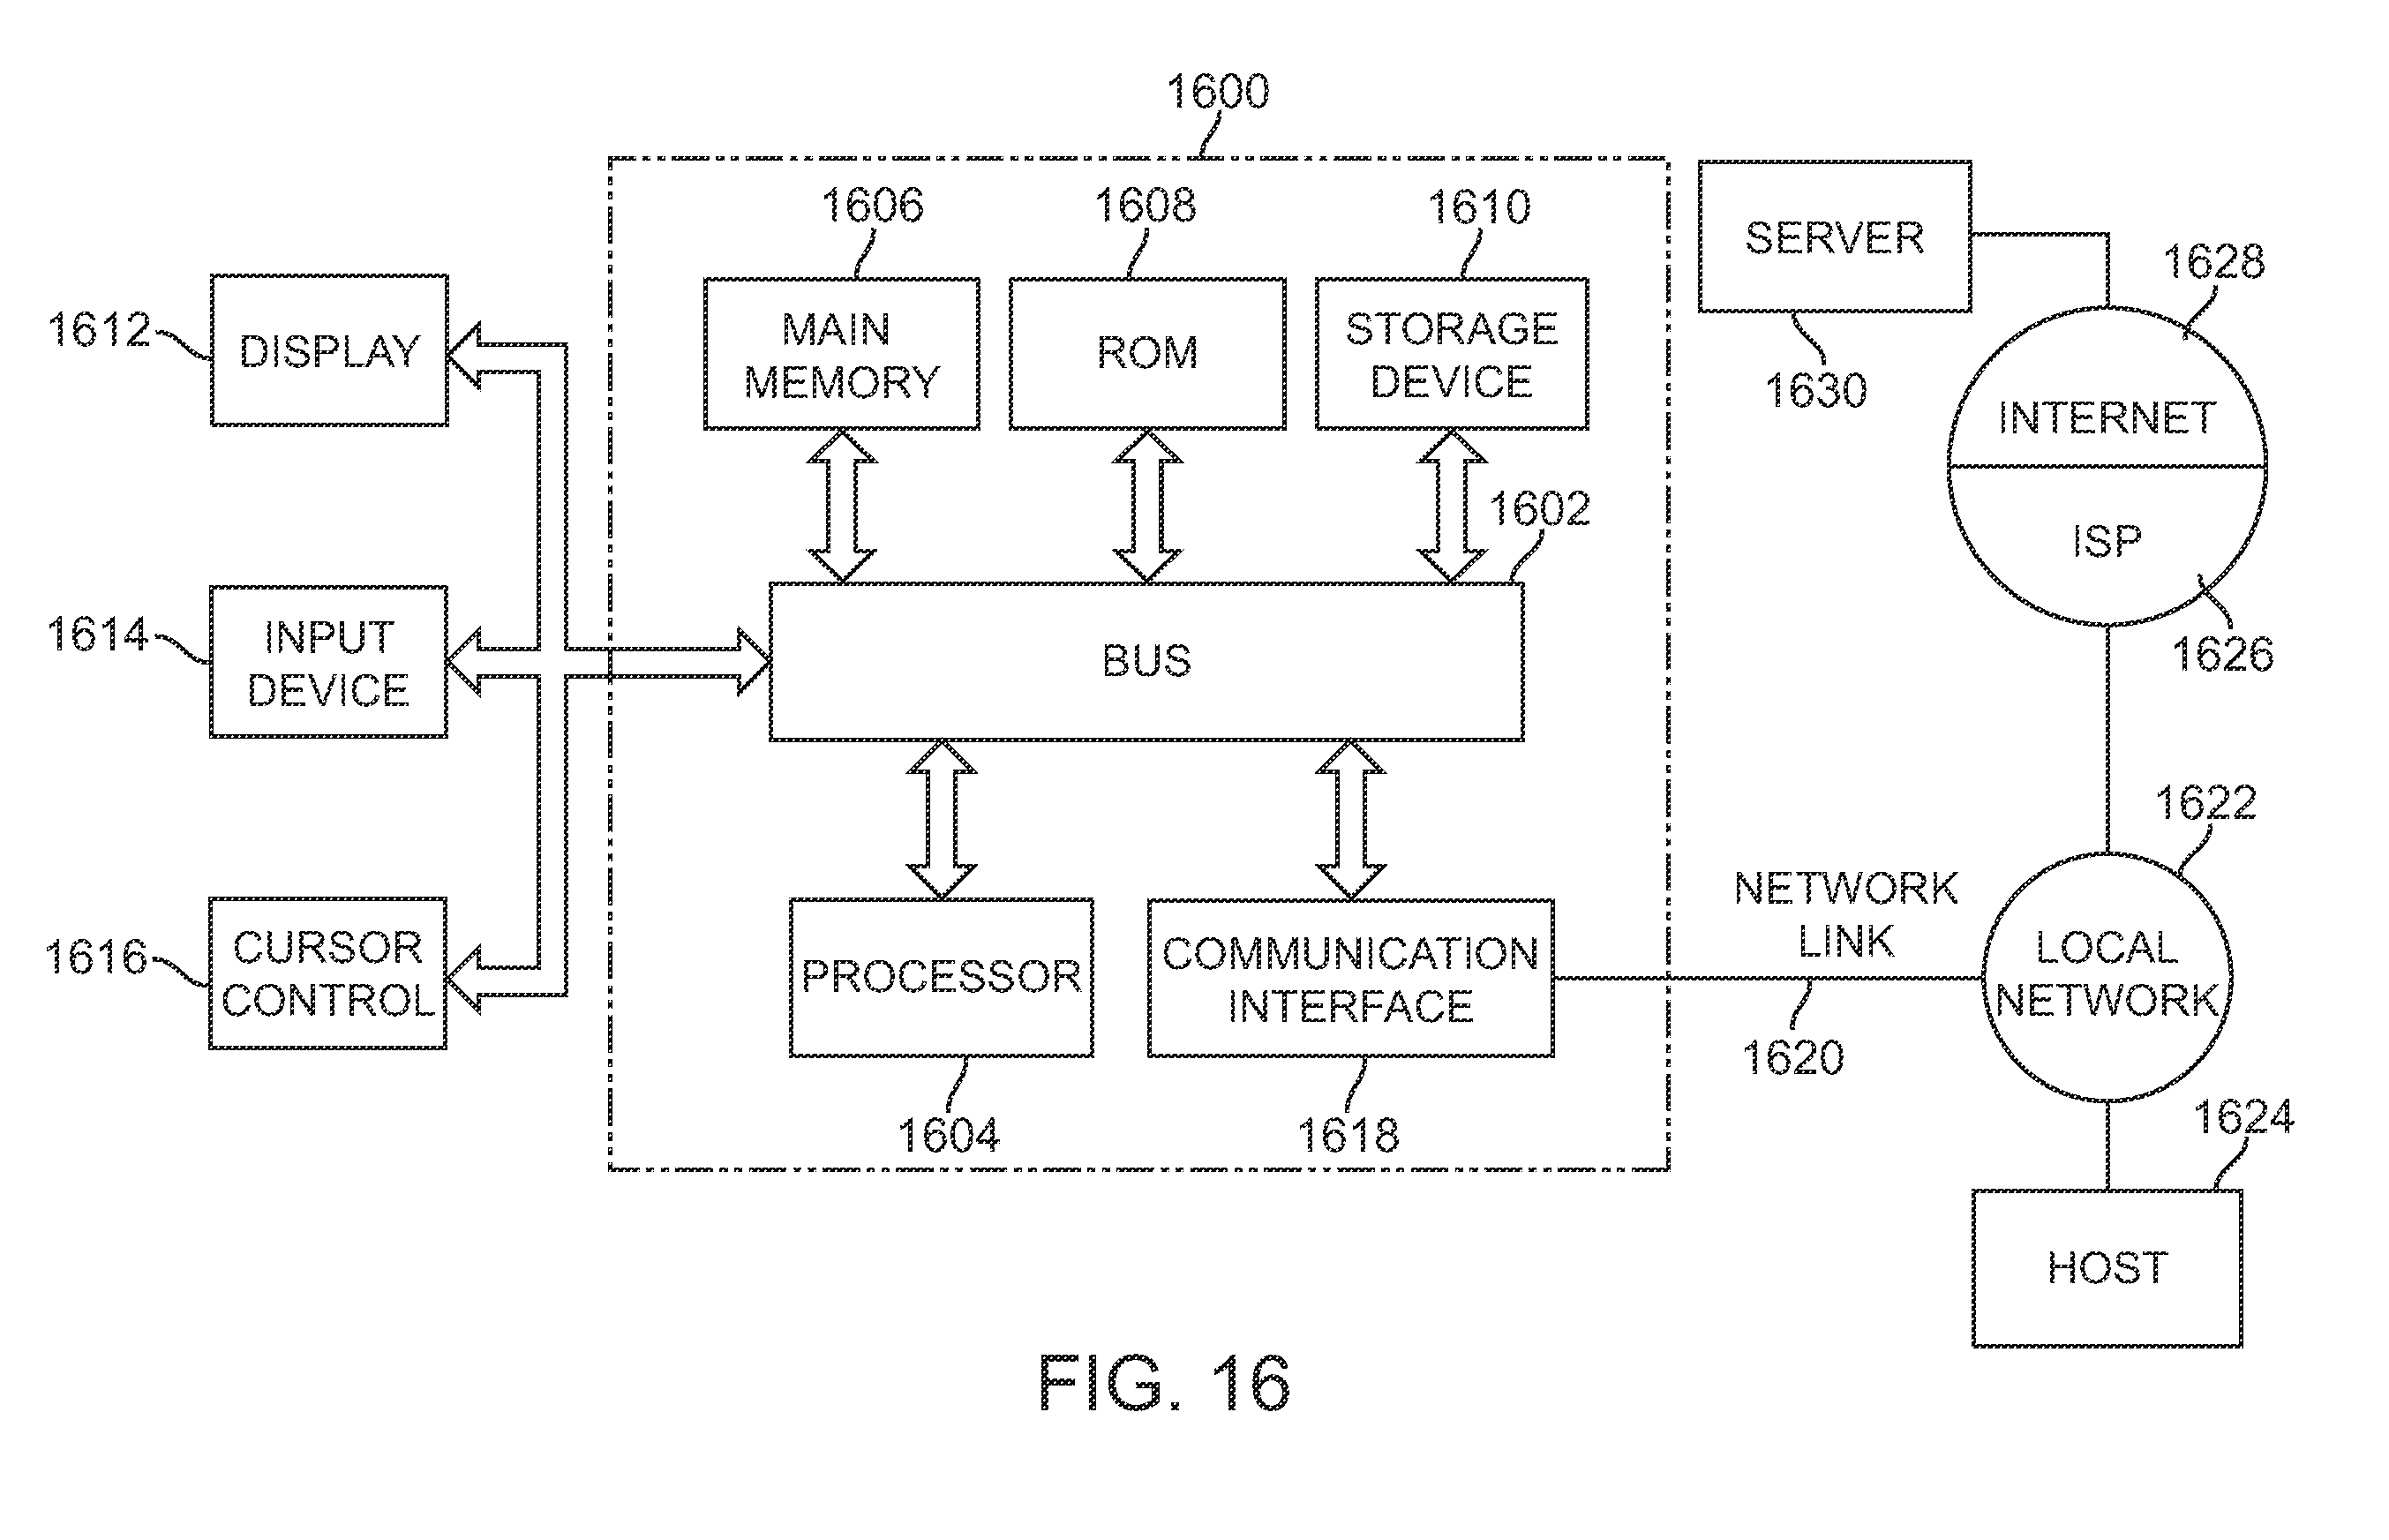 1600
1606
1608
1610
SERVER
1628
1612
DISPLAY
MAIN
MEMORY
ROM
STORAGE
DEVICE
1630
INTERNET
1602
ISP
1614
INPUT
DEVICE
BUS
1626
1622
NETWORK
LINK
1616
CURSOR
CONTROL
PROCESSOR
COMMUNICATION
INTERFACE
LOCAL
NETWORK
1620
1604
1618
1624
HOST
FIG. 16